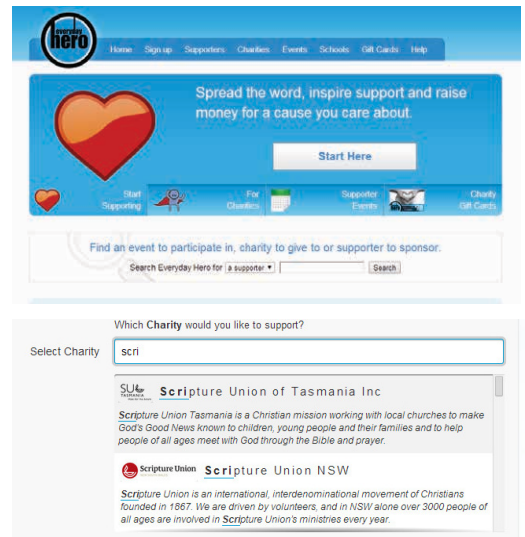 everyday
hero
Home Sign up Supporters Charities Events Schools Gift Cards Help
Spread the word, inspire support and raise
money for a cause you care about.
Start Here
Start
Supporting
For
Charities
Supporter
Events
Charity
Gift Cards
Find an event to participate in, charity to give to or supporter to sponsor.
Search Everyday Hero for a supporter Search
Which Charity would you like to support?
Select Charity scri
SU
TASMANIA
Scripture Union of Tasmania Inc
Scripture Union Tasmania is a Christian mission working with local churches to make
God's Good News known to children, young people and their families and to help
people of all ages meet with God through the Bible and prayer.
Scripture Union Scripture Union NSW
Scripture Union is an international, interdenominational movement of Christians
founded in 1867. We are driven by volunteers, and in NSW alone over 3000 people of
all ages are involved in Scripture Union's ministries every year.